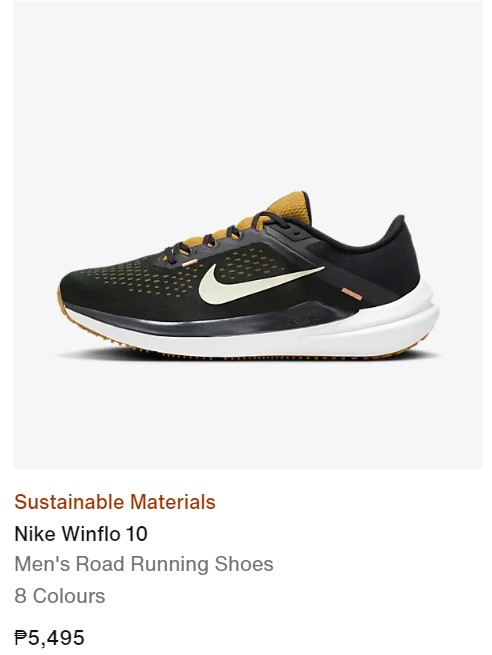 Sustainable Materials
Nike Winflo 10
Men's Road Running Shoes
8 Colours
₱5,495